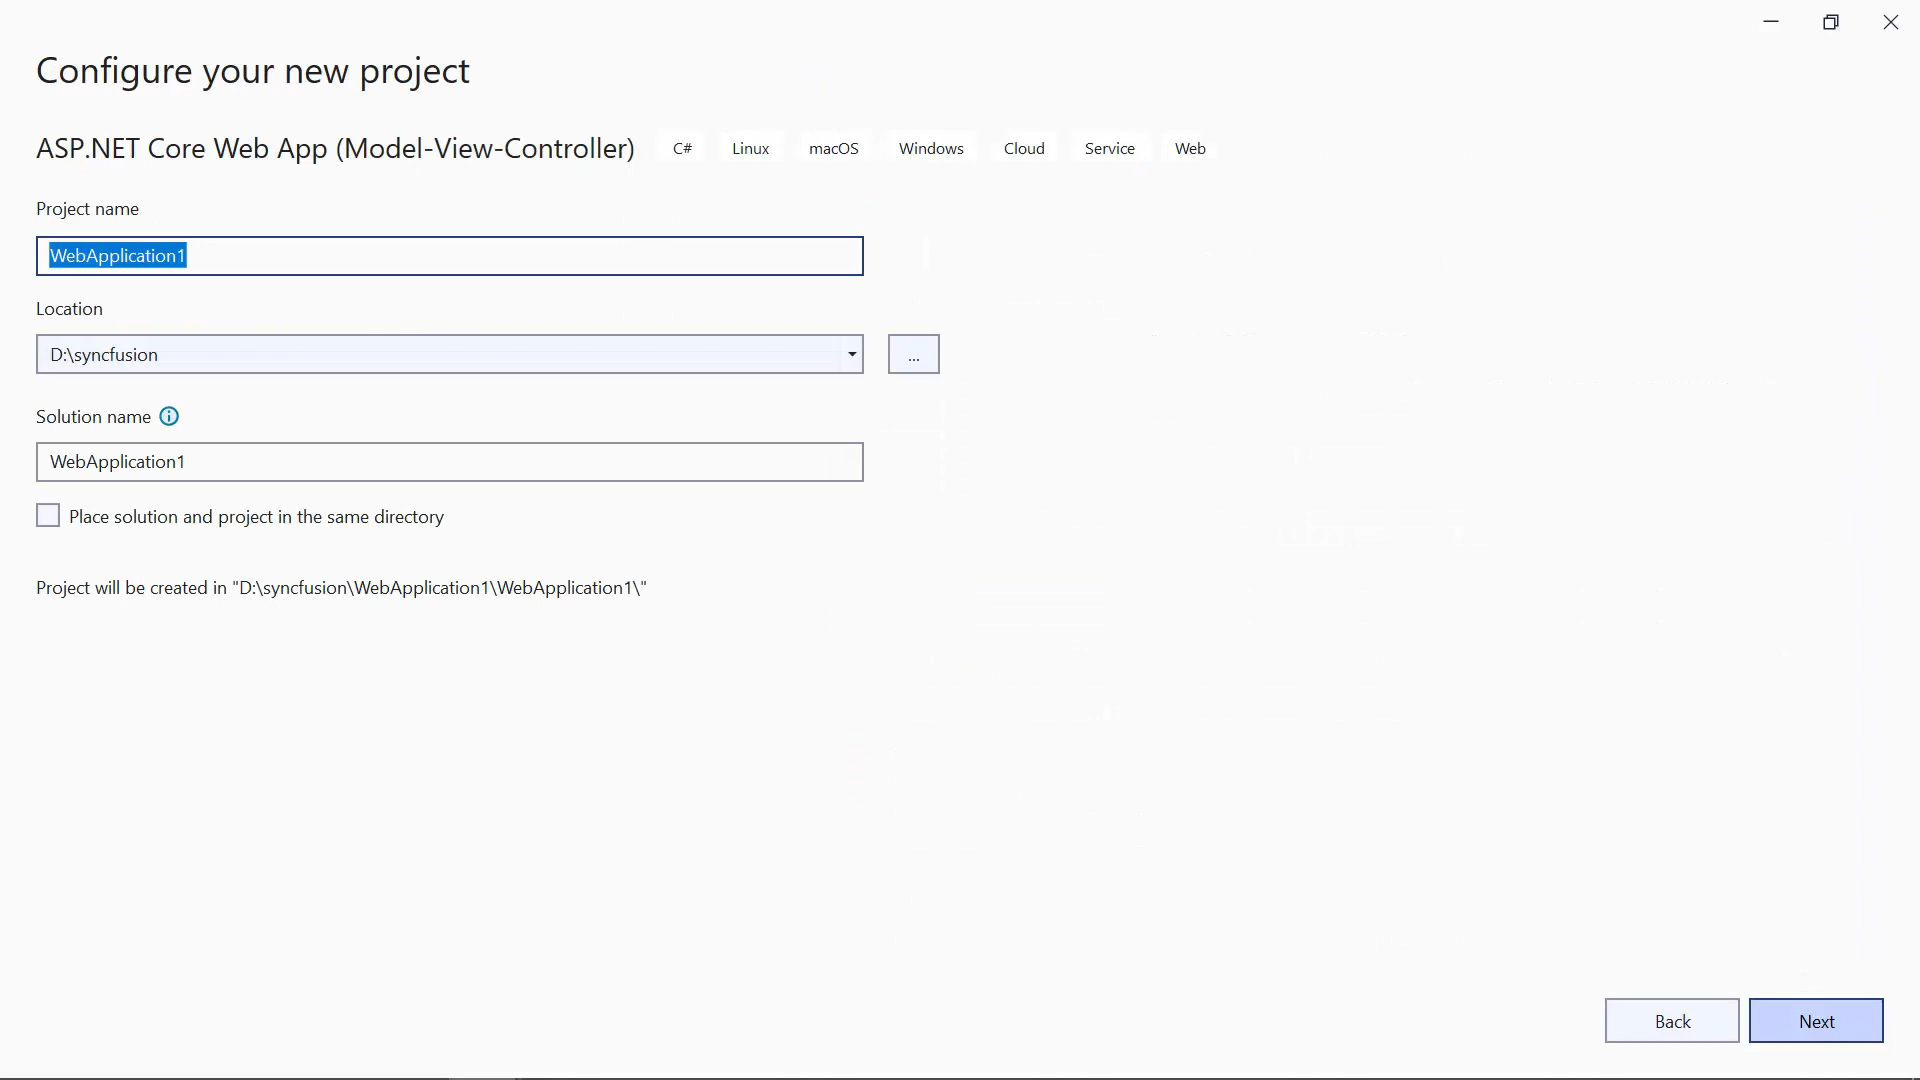 Configure your new project
ASP.NET Core Web App (Model-View-Controller) C# Linux macOS Windows Cloud Service Web
Project name
WebApplication1
Location
D:\syncfusion
...
Solution name
WebApplication1
Place solution and project in the same directory
Project will be created in "D:\syncfusion\WebApplication1\WebApplication1\"
Back Next